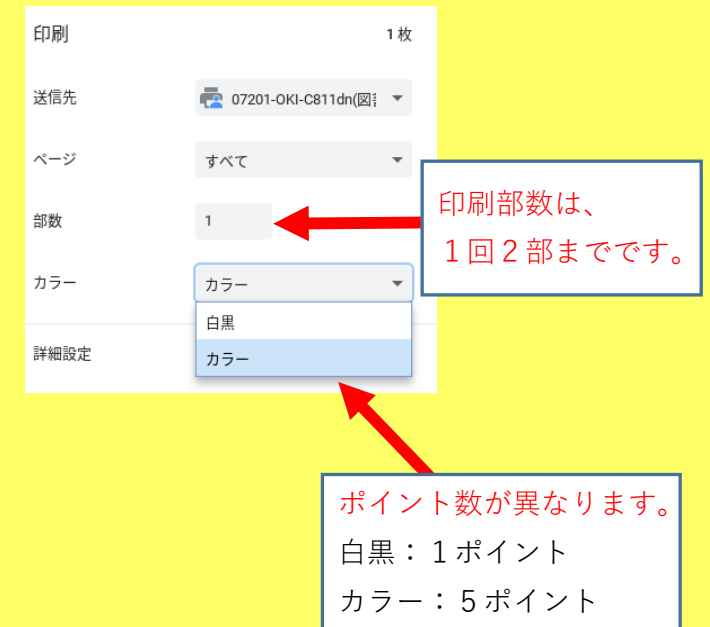 印刷 1枚
送信先 07201-OKI-C811dn(図
ページ すべて
部数 1
カラー カラー
白黒
カラー
詳細設定
印刷部数は、
1回2部までです。
ポイント数が異なります。
白黒：１ポイント
カラー：５ポイント